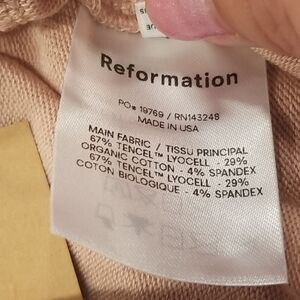 Reformation
PO# 19769 / RN143248
MADE IN USA
MAIN FABRIC / TISSU PRINCIPAL
67% TENCEL™ LYOCELL - 29%
ORGANIC COTTON - 4% SPANDEX
67% TENCEL™ LYOCELL - 29%
COTON BIOLOGIQUE - 4% SPANDEX